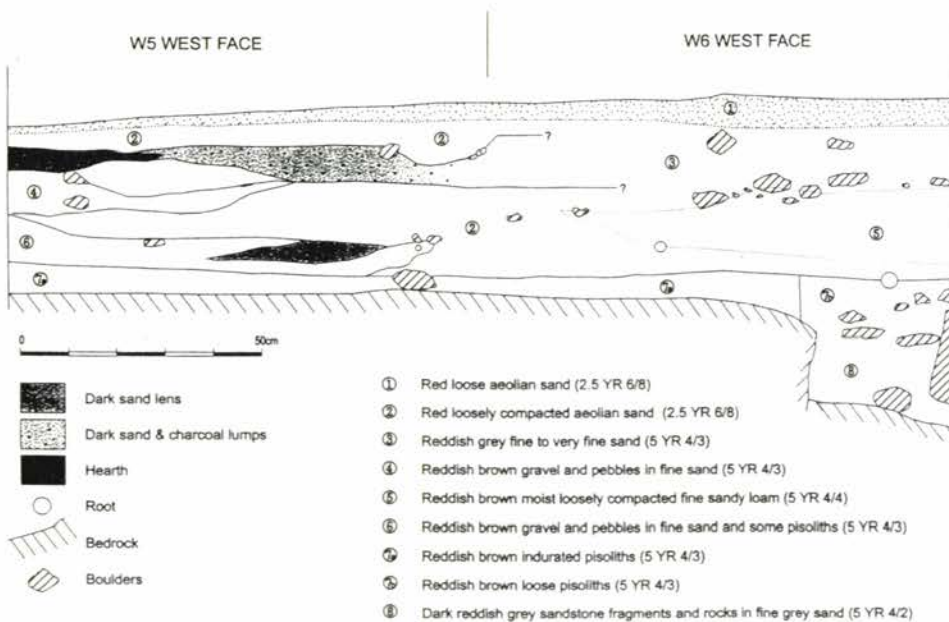 W5 WEST FACE
W6 WEST FACE
①
②
②
?
③
④
?
②
⑤
⑥
⑦a
⑦a
⑦b
⑧
0 50cm
Dark sand lens
Dark sand & charcoal lumps
Hearth
Root
Bedrock
Boulders
① Red loose aeolian sand (2.5 YR 6/8)
② Red loosely compacted aeolian sand (2.5 YR 6/8)
③ Reddish grey fine to very fine sand (5 YR 4/3)
④ Reddish brown gravel and pebbles in fine sand (5 YR 4/3)
⑤ Reddish brown moist loosely compacted fine sandy loam (5 YR 4/4)
⑥ Reddish brown gravel and pebbles in fine sand and some pisoliths (5 YR 4/3)
⑦a Reddish brown indurated pisoliths (5 YR 4/3)
⑦b Reddish brown loose pisoliths (5 YR 4/3)
⑧ Dark reddish grey sandstone fragments and rocks in fine grey sand (5 YR 4/2)